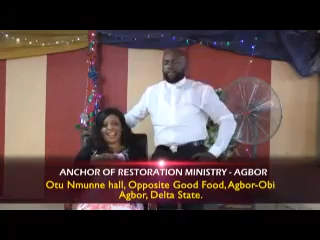 ANCHOR OF RESTORATION MINISTRY - AGBOR
Otu Nmunne hall, Opposite Good Food, Agbor-Obi
Agbor, Delta State.